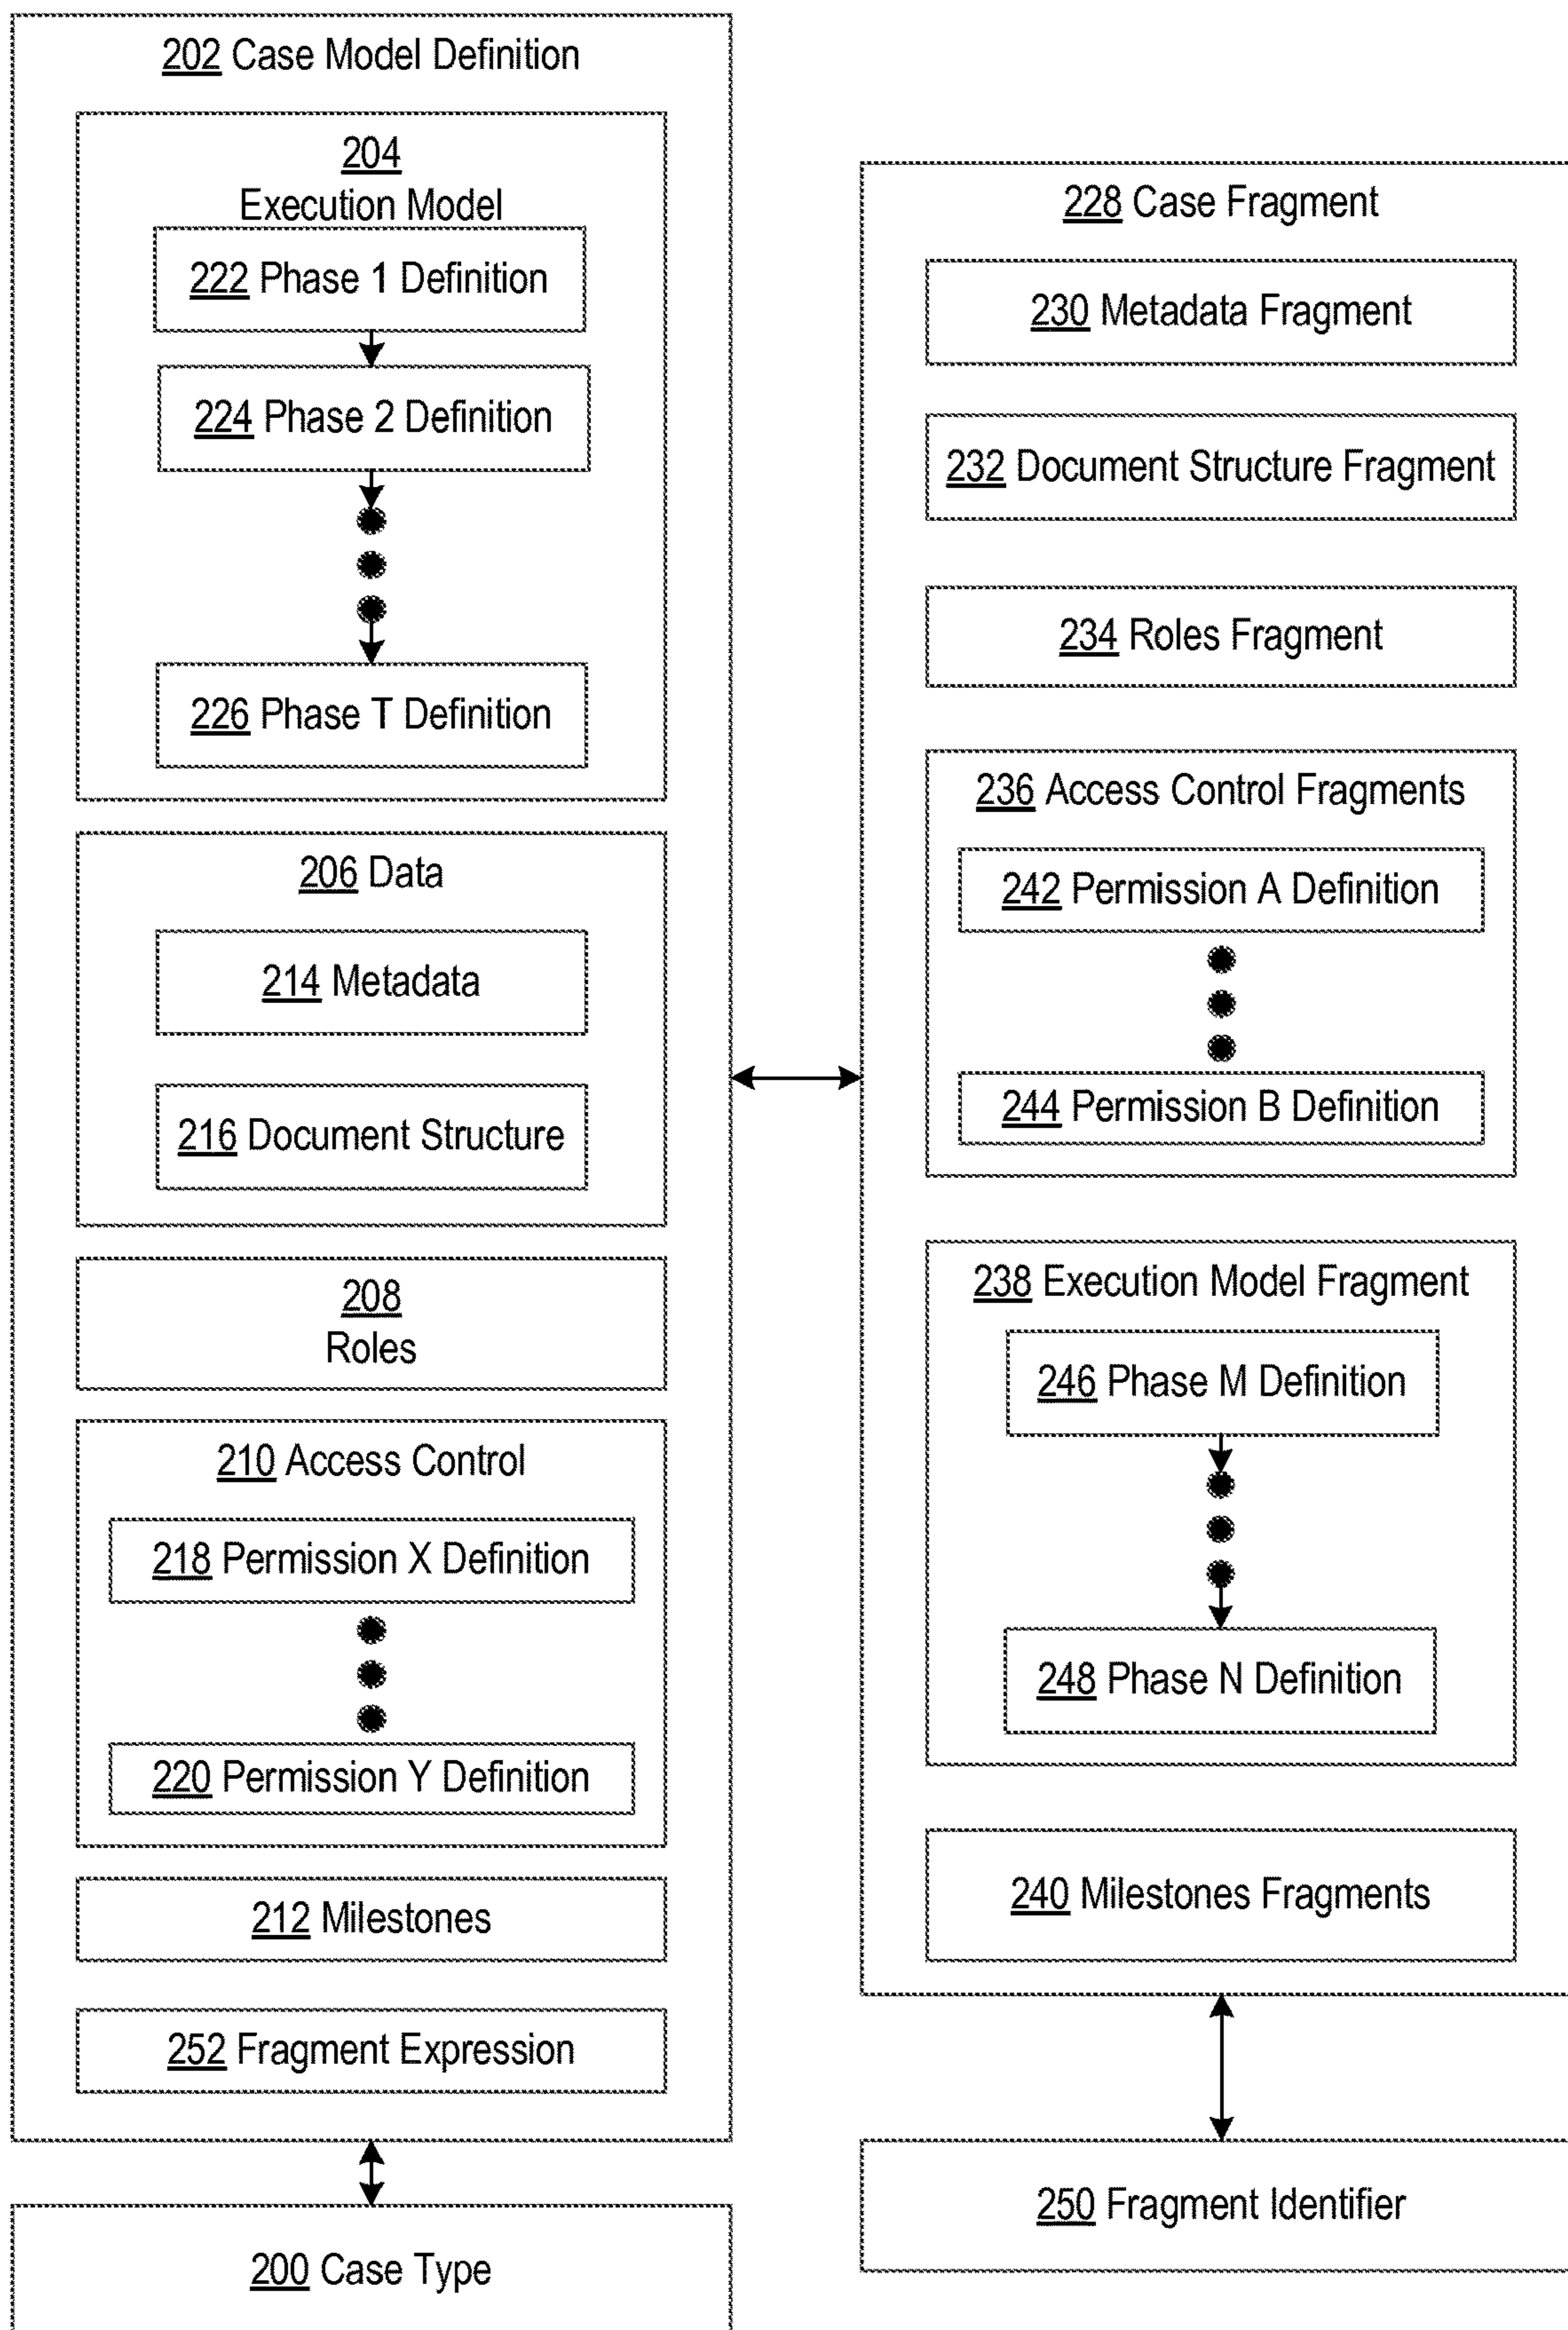 202 Case Model Definition
204
Execution Model
222 Phase 1 Definition
224 Phase 2 Definition
226 Phase T Definition
206 Data
214 Metadata
216 Document Structure
208
Roles
210 Access Control
218 Permission X Definition
220 Permission Y Definition
212 Milestones
252 Fragment Expression
200 Case Type
228 Case Fragment
230 Metadata Fragment
232 Document Structure Fragment
234 Roles Fragment
236 Access Control Fragments
242 Permission A Definition
244 Permission B Definition
238 Execution Model Fragment
246 Phase M Definition
248 Phase N Definition
240 Milestones Fragments
250 Fragment Identifier